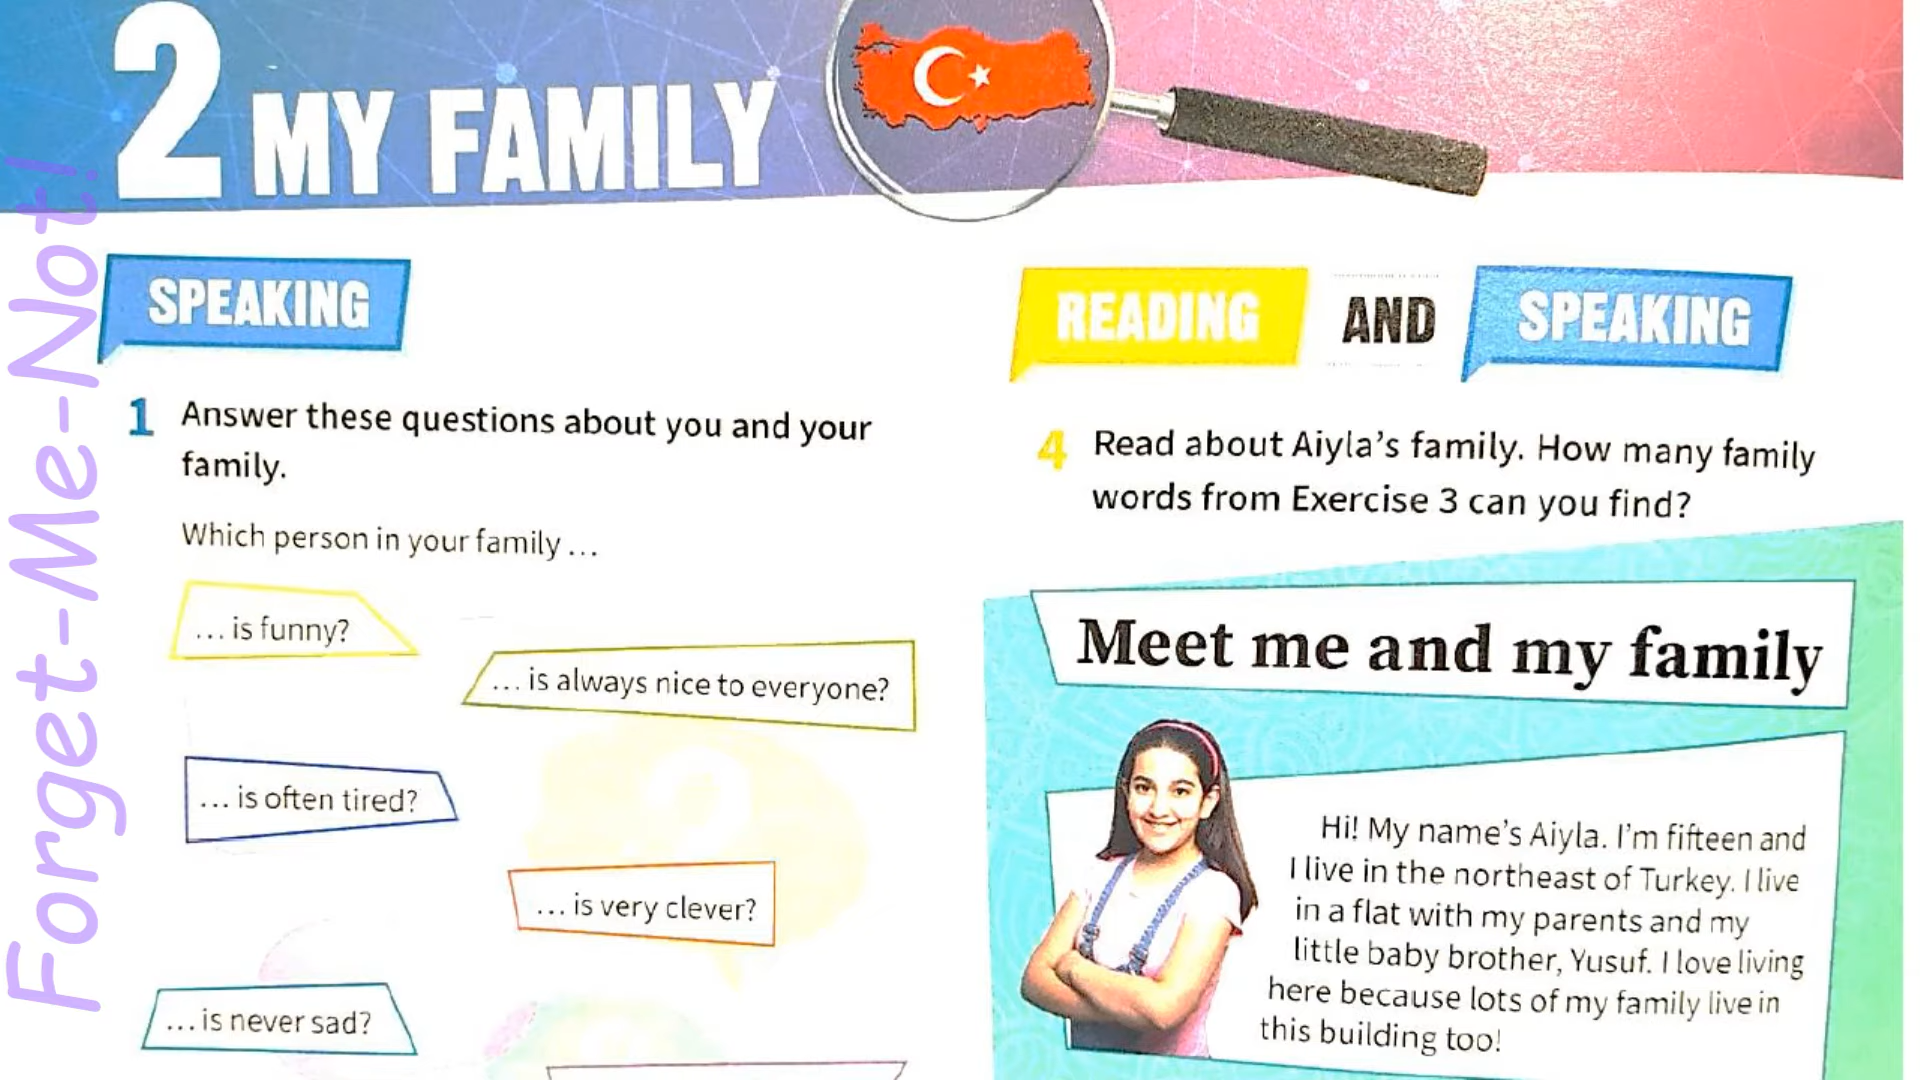 2 MY FAMILY
Forget-Me-Not!
SPEAKING
1 Answer these questions about you and your
family.
Which person in your family ...
... is funny?
... is always nice to everyone?
... is often tired?
... is very clever?
... is never sad?
READING AND SPEAKING
4 Read about Aiyla's family. How many family
words from Exercise 3 can you find?
Meet me and my family
Hi! My name's Aiyla. I'm fifteen and
I live in the northeast of Turkey. I live
in a flat with my parents and my
little baby brother, Yusuf. I love living
here because lots of my family live in
this building too!